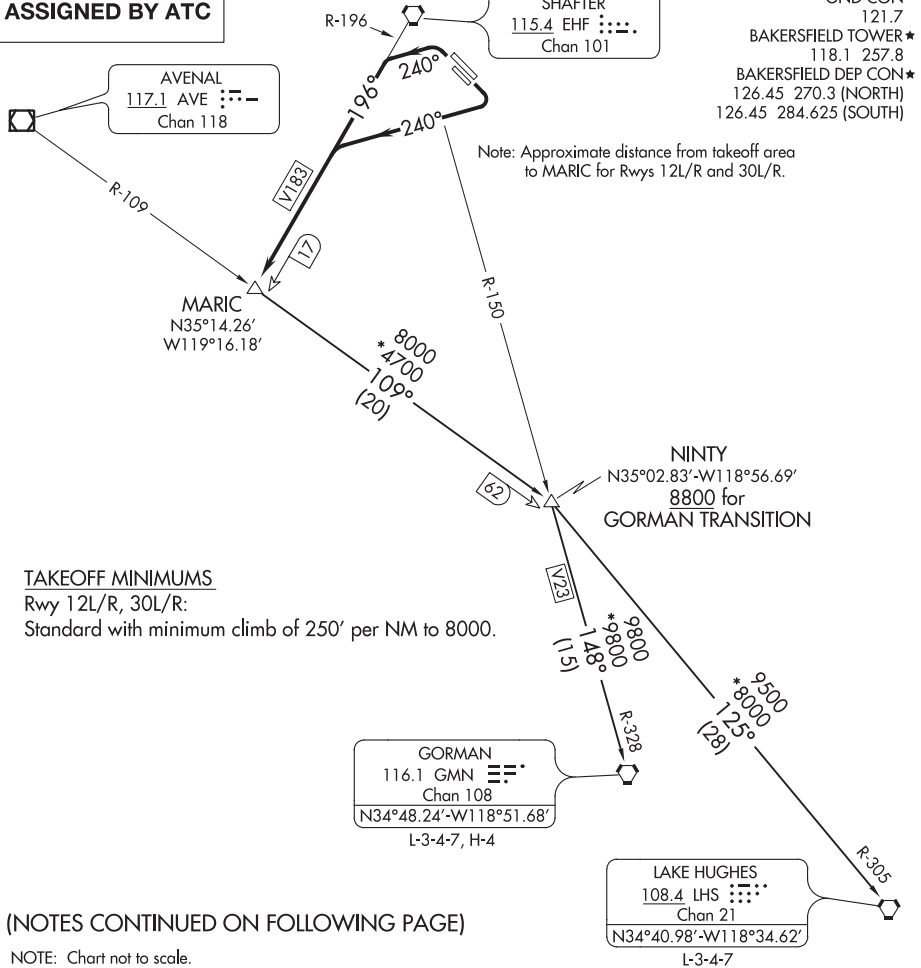 ASSIGNED BY ATC
SHAFTER
115.4 EHF
Chan 101
121.7
BAKERSFIELD TOWER★
118.1 257.8
BAKERSFIELD DEP CON★
126.45 270.3 (NORTH)
126.45 284.625 (SOUTH)
R-196
240°
196°
240°
AVENAL
117.1 AVE
Chan 118
Note: Approximate distance from takeoff area
to MARIC for Rwys 12L/R and 30L/R.
R-109
V183
17
R-150
MARIC
N35°14.26'
W119°16.18'
8000
*4700
109°
(20)
62
NINTY
N35°02.83'-W118°56.69'
8800 for
GORMAN TRANSITION
TAKEOFF MINIMUMS
Rwy 12L/R, 30L/R:
Standard with minimum climb of 250' per NM to 8000.
V23
9800
*9800
148°
(15)
R-328
9500
*8000
125°
(28)
R-305
GORMAN
116.1 GMN
Chan 108
N34°48.24'-W118°51.68'
L-3-4-7, H-4
LAKE HUGHES
108.4 LHS
Chan 21
N34°40.98'-W118°34.62'
L-3-4-7
(NOTES CONTINUED ON FOLLOWING PAGE)
NOTE: Chart not to scale.